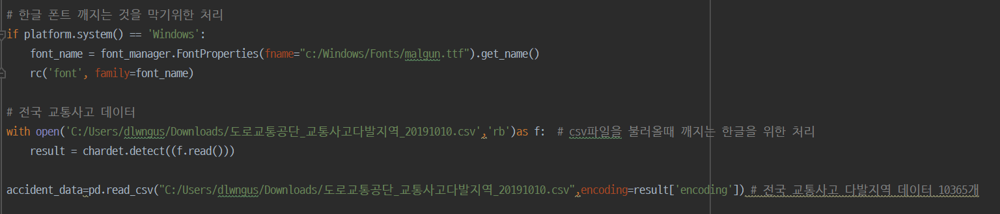 # 한글 폰트 깨지는 것을 막기위한 처리
if platform.system() == 'Windows':
    font_name = font_manager.FontProperties(fname="c:/Windows/Fonts/malgun.ttf").get_name()
    rc('font', family=font_name)
# 전국 교통사고 데이터
with open('C:/Users/dlwngus/Downloads/도로교통공단_교통사고다발지역_20191010.csv','rb')as f:  # csv파일을 불러올때 깨지는 한글을 위한 처리
    result = chardet.detect((f.read()))
accident_data=pd.read_csv("C:/Users/dlwngus/Downloads/도로교통공단_교통사고다발지역_20191010.csv",encoding=result['encoding']) # 전국 교통사고 다발지역 데이터 10365개